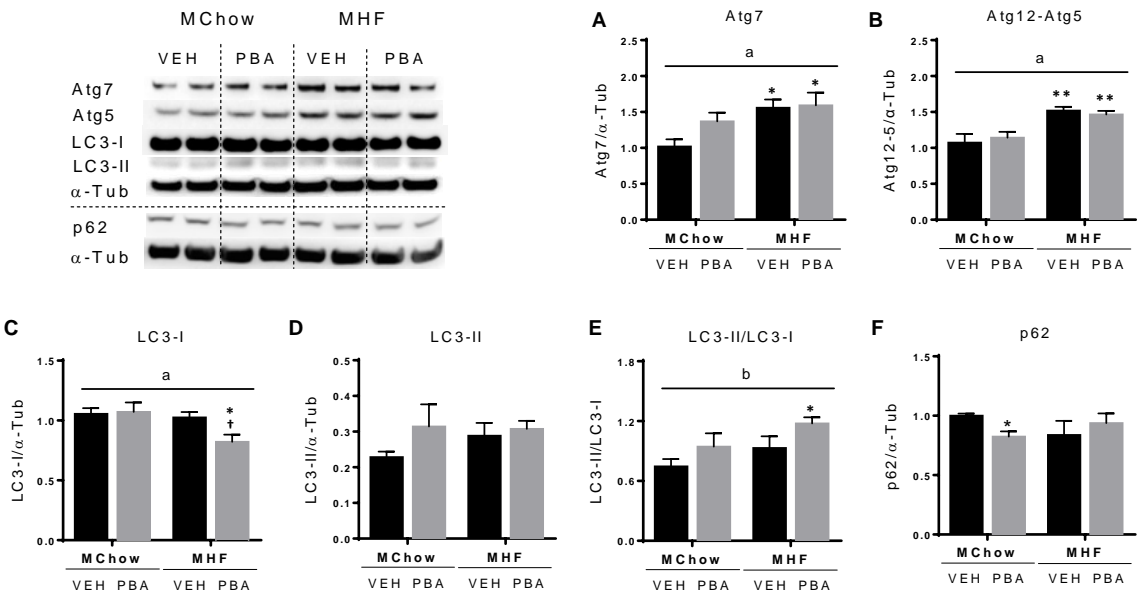 MChow MHF
VEH PBA VEH PBA
Atg7
Atg5
LC3-I
LC3-II
α-Tub
p62
α-Tub
A Atg7
2.5
2.0
1.5
1.0
0.5
0.0
Atg7/α-Tub
a
* *
MChow MHF
VEH PBA VEH PBA
B Atg12-Atg5
2.5
2.0
1.5
1.0
0.5
0.0
Atg12-5/α-Tub
a
** **
MChow MHF
VEH PBA VEH PBA
C LC3-I
1.5
1.0
0.5
0.0
LC3-I/α-Tub
a
*
†
MChow MHF
VEH PBA VEH PBA
D LC3-II
0.5
0.4
0.3
0.2
0.1
0.0
LC3-II/α-Tub
MChow MHF
VEH PBA VEH PBA
E LC3-II/LC3-I
1.8
1.2
0.6
0.0
LC3-II/LC3-I
b
*
MChow MHF
VEH PBA VEH PBA
F p62
1.5
1.0
0.5
0.0
p62/α-Tub
*
MChow MHF
VEH PBA VEH PBA